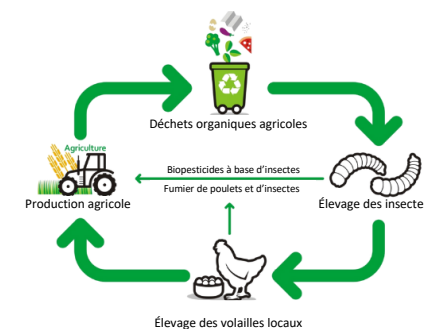 Déchets organiques agricoles
Agriculture
Biopesticides à base d'insectes
Fumier de poulets et d'insectes
Production agricole
Élevage des insecte
Élevage des volailles locaux